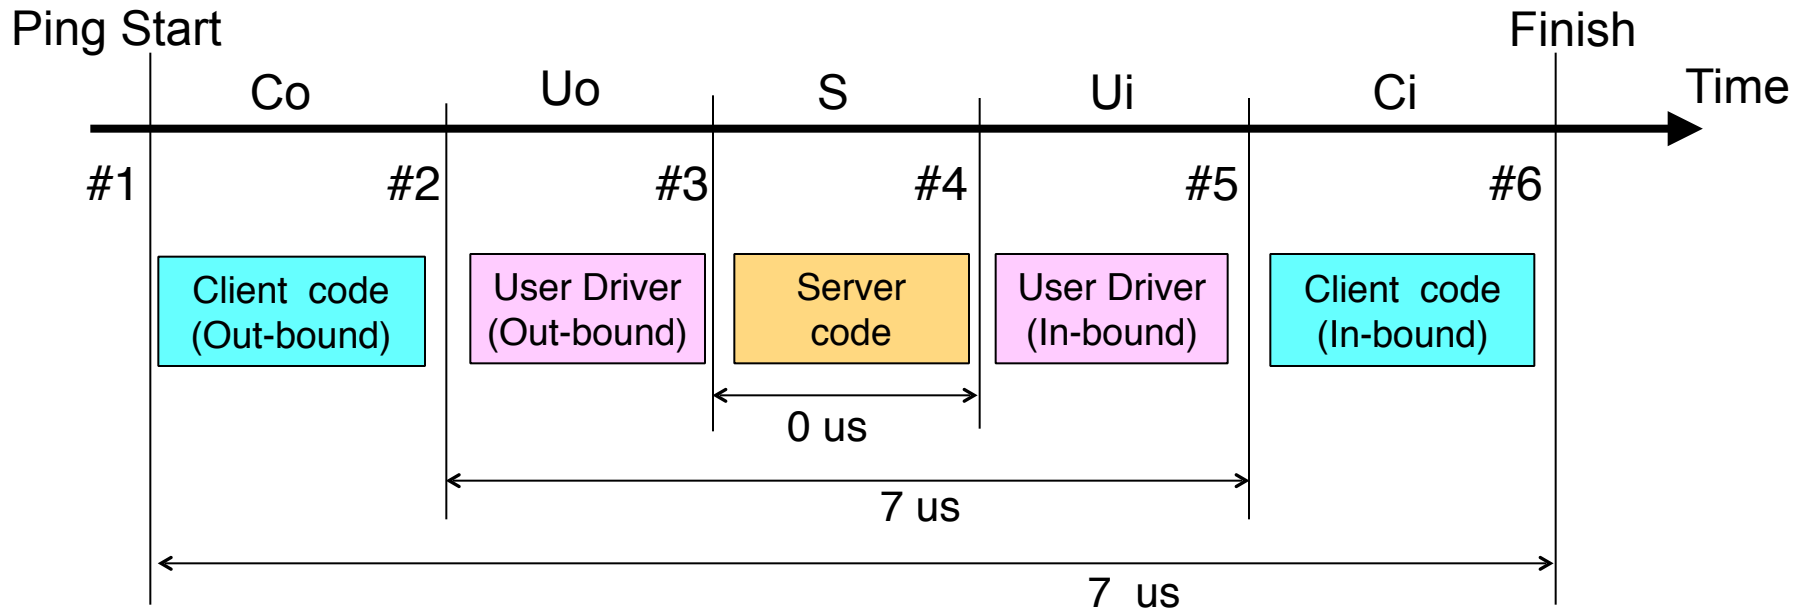 Ping Start
Finish
Co
Uo
S
Ui
Ci
Time
#1
#2
#3
#4
#5
#6
Client code
(Out-bound)
User Driver
(Out-bound)
Server
code
User Driver
(In-bound)
Client code
(In-bound)
0 us
7 us
7 us